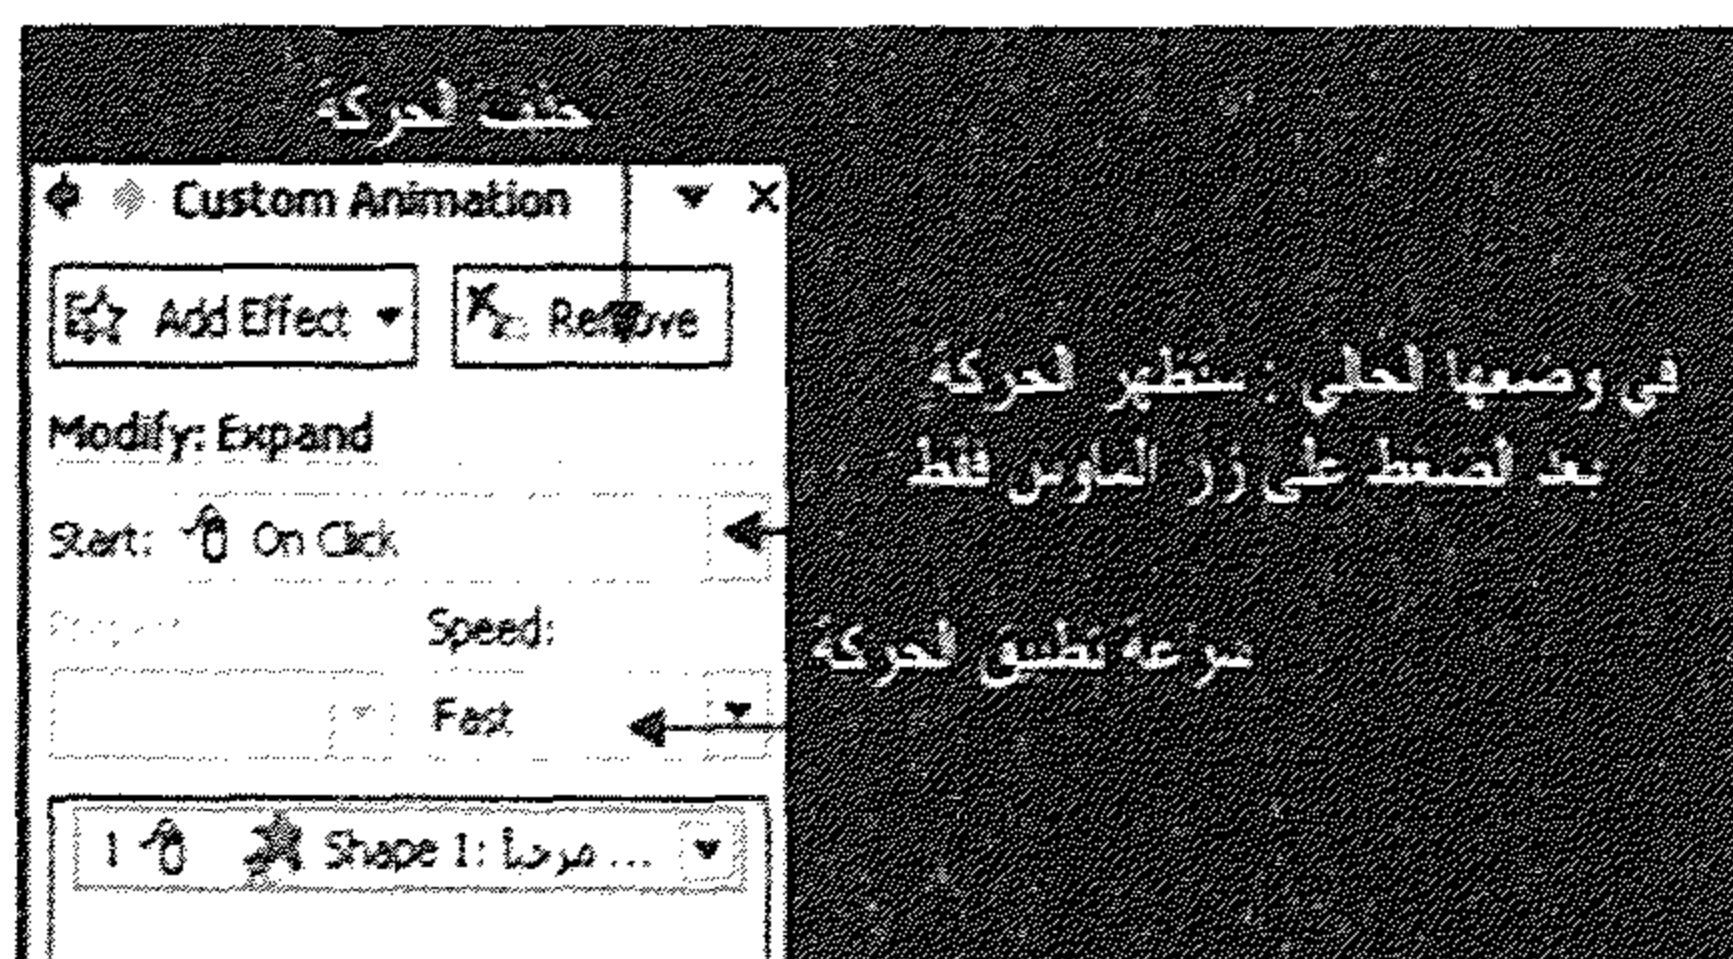 حذف الحركة
Custom Animation
Add Effect
Remove
في وضعها الحالي : ستظهر الحركة
بعد الضغط على زر الماوس فقط
Modify: Expand
Start: On Click
Speed:
سرعة تطبيق الحركة
Fast
1 Shape 1: مرحبا ...